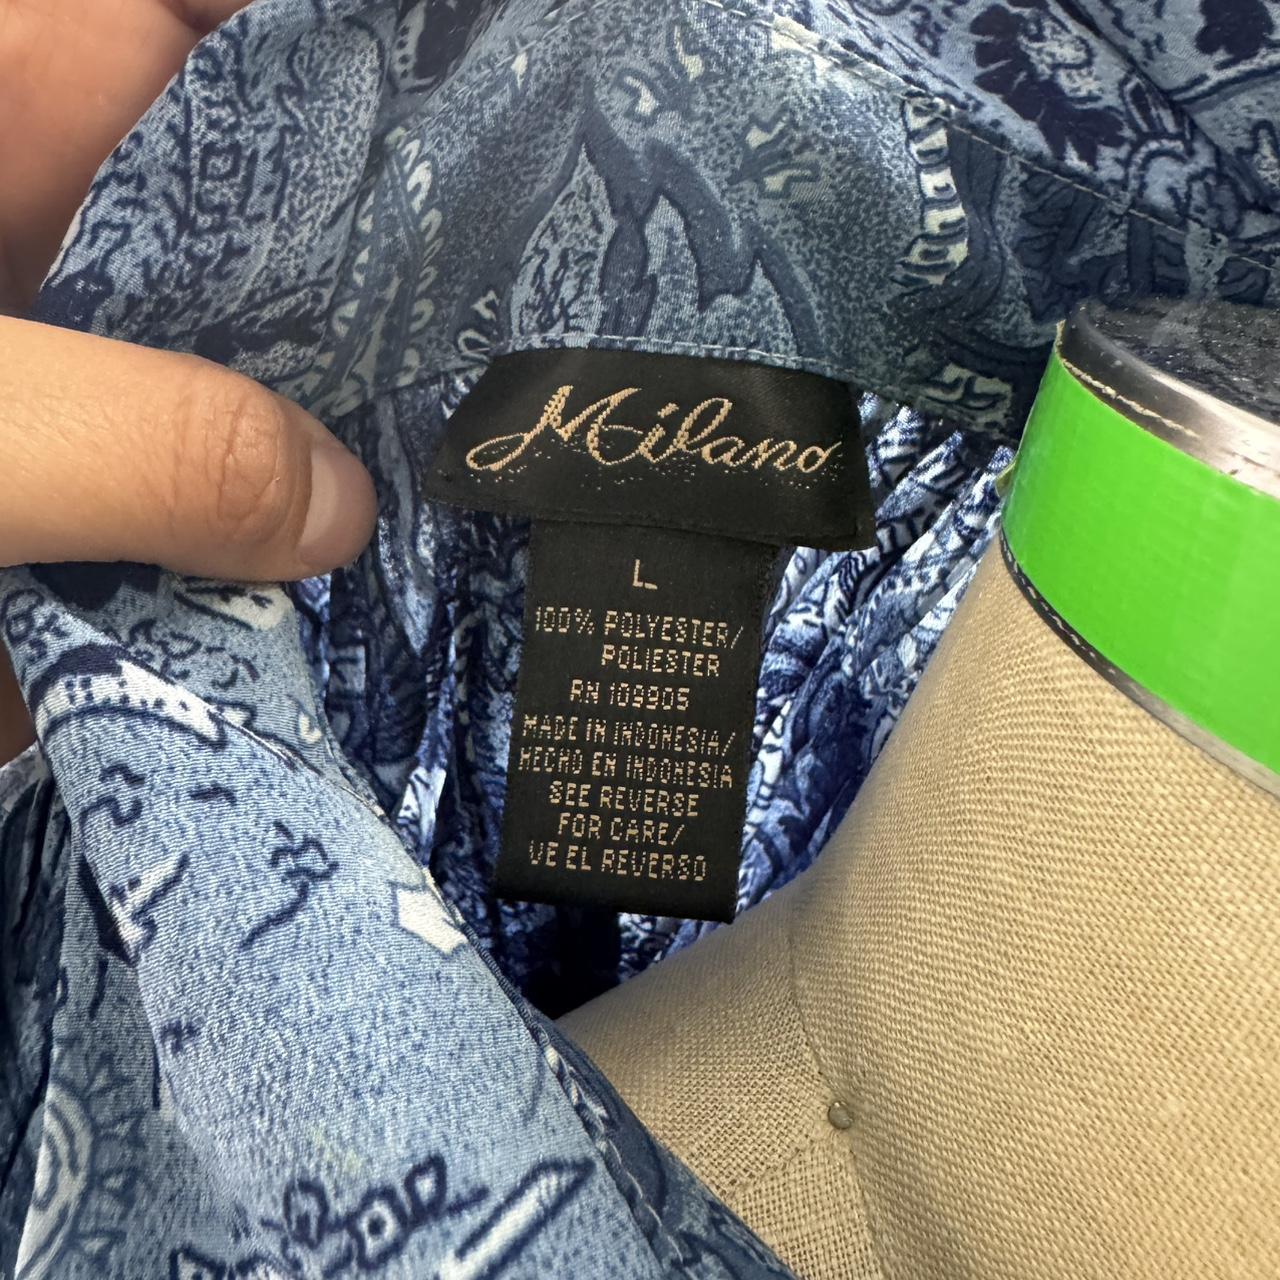 Milano
L
100% POLYESTER/
POLIESTER
RN 109905
MADE IN INDONESIA/
HECHO EN INDONESIA
SEE REVERSE
FOR CARE/
VE EL REVERSO